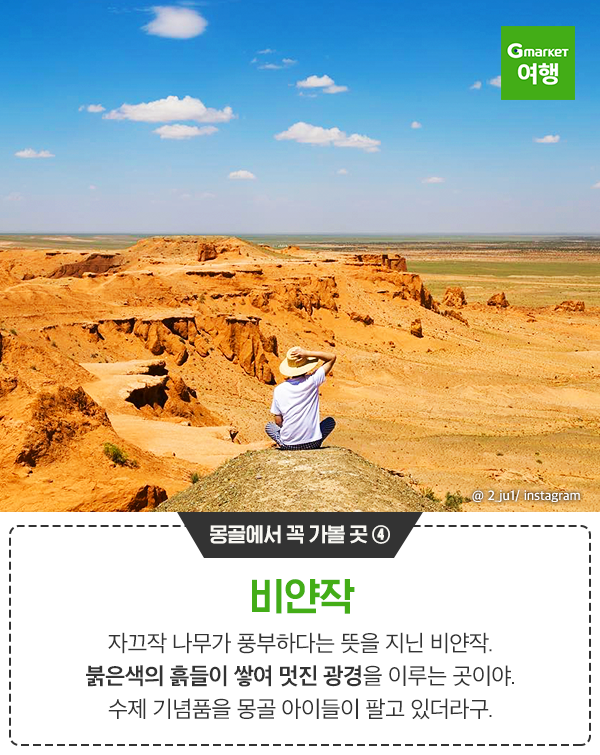 Gmarket
여행
@ 2_ju1/ instagram
몽골에서 꼭 가볼 곳 ④
비얀작
자끄작 나무가 풍부하다는 뜻을 지닌 비얀작.
붉은색의 흙들이 쌓여 멋진 광경을 이루는 곳이야.
수제 기념품을 몽골 아이들이 팔고 있더라구.